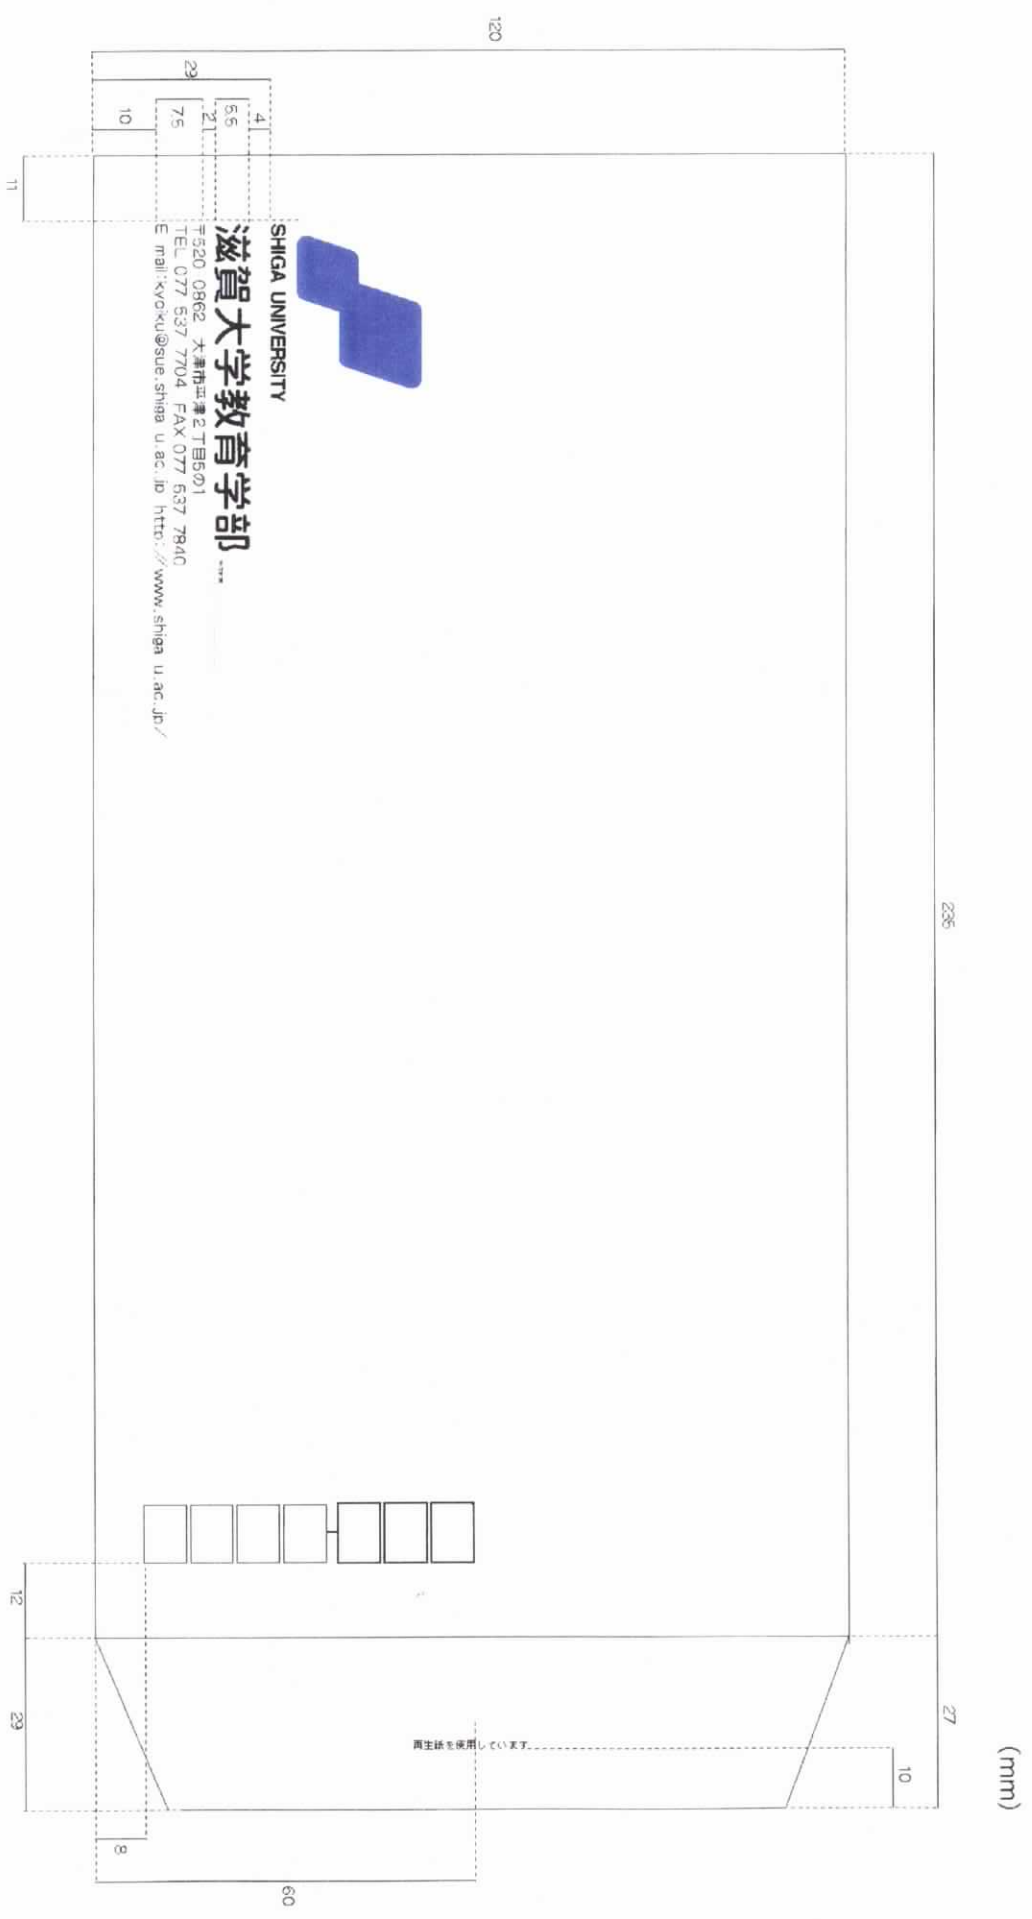 (mm)
235
27
10
120
29
4
5.5
2
7.5
10
11
SHIGA UNIVERSITY
滋賀大学教育学部
〒520 0862 大津市平津2丁目5の1
TEL 077 537 7704 FAX 077 537 7840
E mail:kyoiku@sue.shiga u.ac.jp http://www.shiga u.ac.jp/
再生紙を使用しています
12
29
8
60